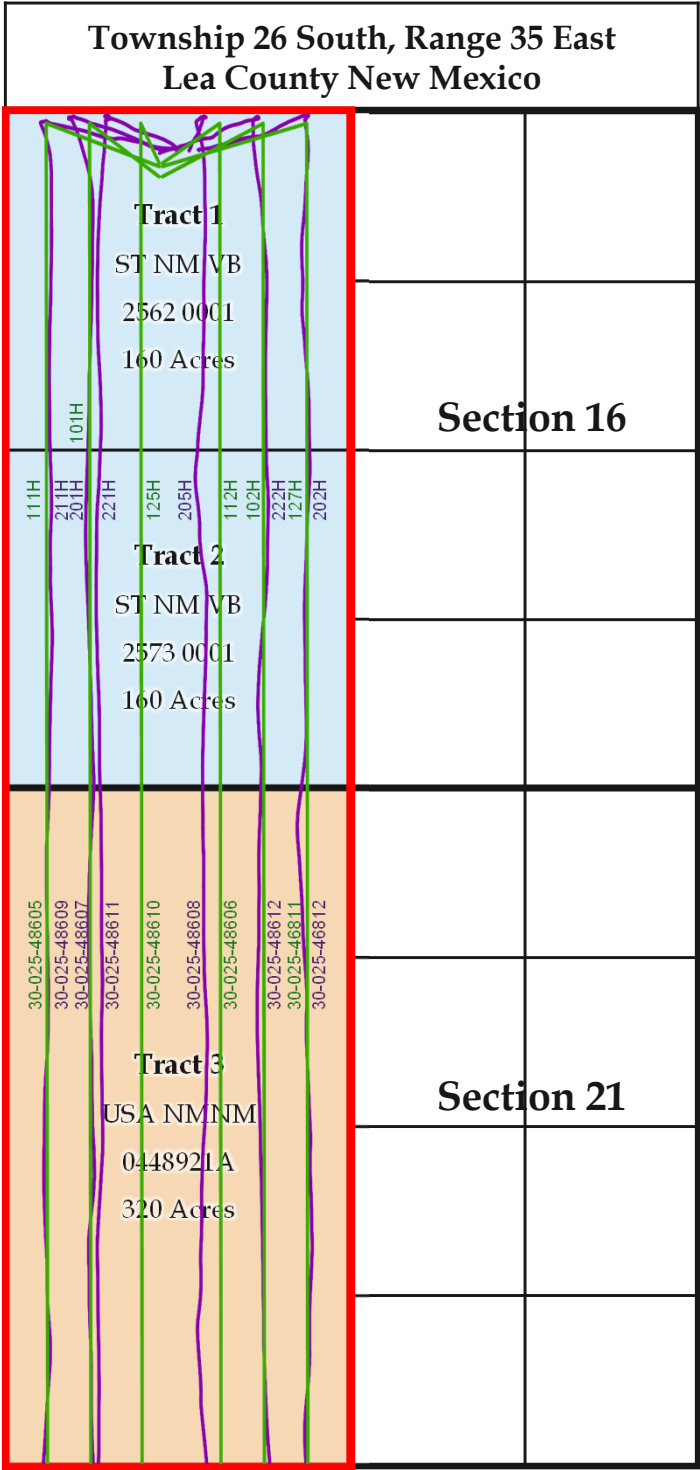 Township 26 South, Range 35 East
Lea County New Mexico
Tract 1
ST NM VB
2562 0001
160 Acres
101H
Section 16
111H
211H
201H
221H
125H
205H
112H
102H
222H
127H
202H
Tract 2
ST NM VB
2573 0001
160 Acres
30-025-48605
30-025-48609
30-025-48607
30-025-48611
30-025-48610
30-025-48608
30-025-48606
30-025-48612
30-025-46811
30-025-46812
Tract 3
USA NMNM
0448921A
320 Acres
Section 21